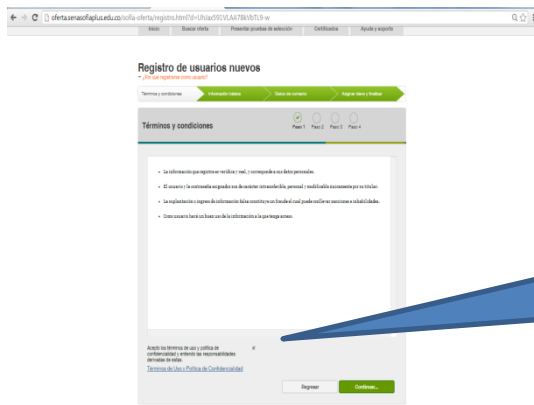 oferta.senasofiaplus.edu.co/sofia-oferta/registro.html?
Inicio Buscar oferta Presentar pruebas de selección Certificados Ayuda y soporte
Registro de usuarios nuevos
¿Por qué registrarse como usuario?
Términos y condiciones Información básica Datos de contacto Asignar clave y finalizar
Términos y condiciones
Paso 1 Paso 2 Paso 3 Paso 4
La información que registro es verídica y real, y corresponde a mis datos personales.
El usuario y la contraseña asignados son de carácter intransferible, personal y modificable únicamente por su titular.
La suplantación o ingreso de información falsa constituye un fraude el cual puede conllevar sanciones e inhabilidades.
Como usuario haré un buen uso de la información a la que tenga acceso.
Acepto los términos de uso y política de
confidencialidad y entiendo las responsabilidades
derivadas de estas.
Términos de Uso y Política de Confidencialidad
Regresar Continuar...